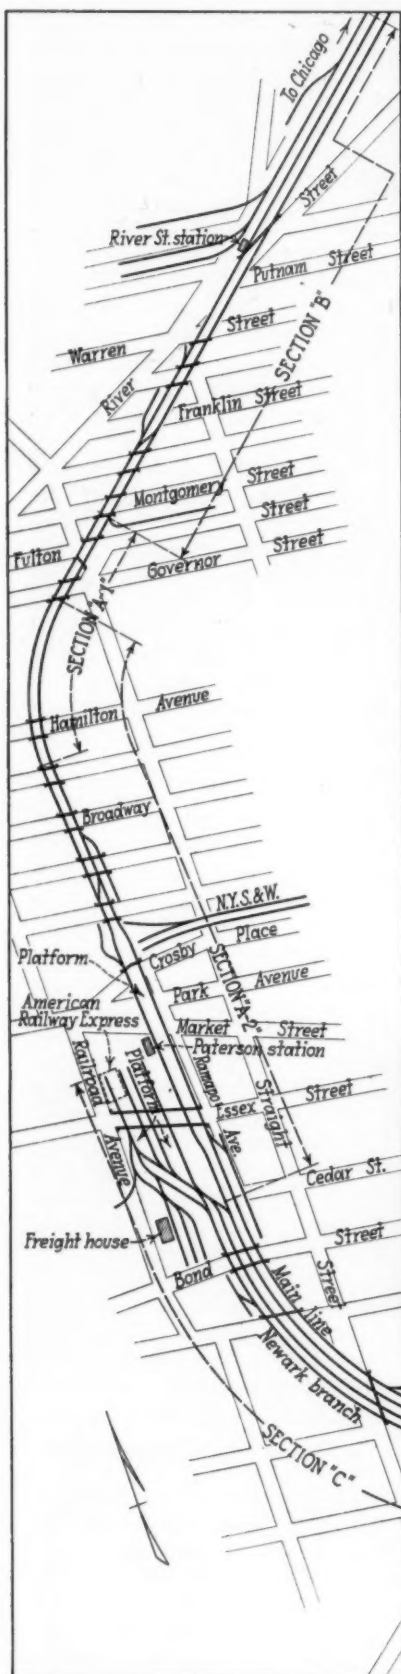 To Chicago
Street
River St. station
Putnam Street
SECTION "B"
Street
Warren
River
Franklin Street
Montgomery
Street
Street
Fulton
Street
Governor
SECTION "A-1"
Hamilton Avenue
Broadway
N.Y.S.&W.
Crosby Place
Platform
SECTION "A-2"
Park Avenue
American
Railway Express
Market Street
Paterson station
Railroad
Avenue
Platform
Ramapo
Ave.
Essex Street
Straight
Street
Cedar St.
Freight house
Street
Bond
Main line
Newark branch
SECTION "C"